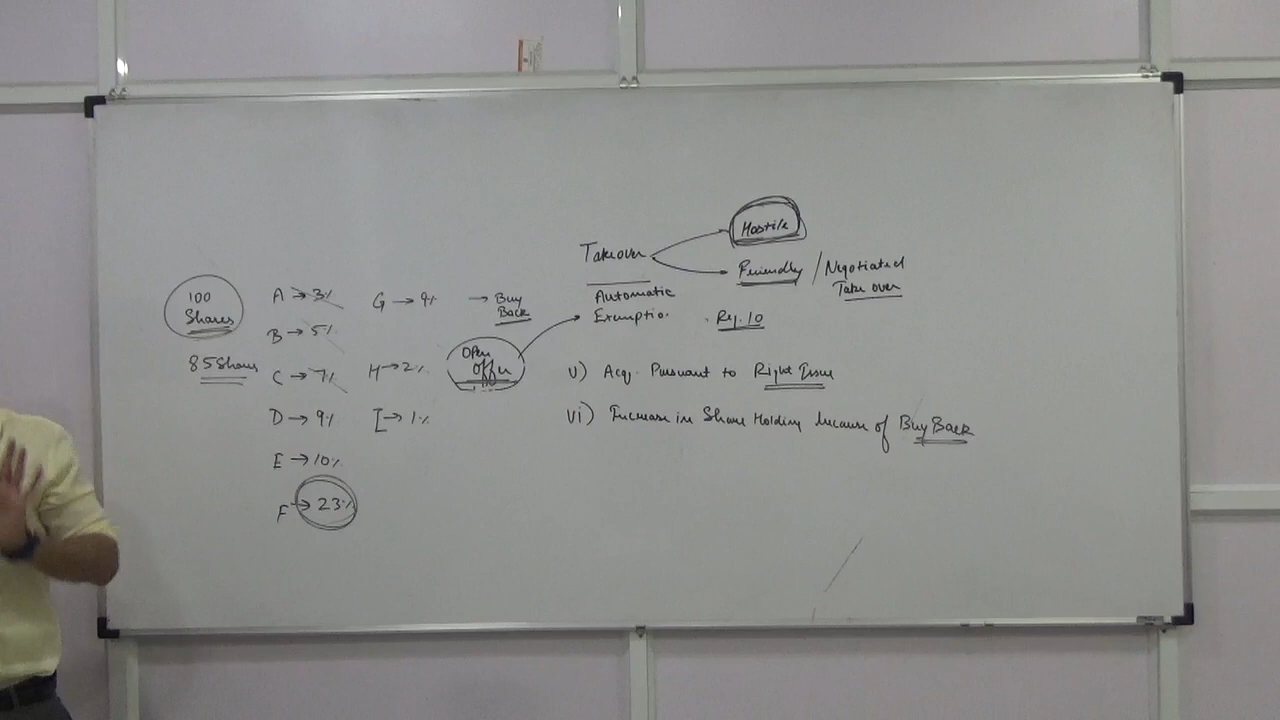 100
Shares
85 Shares
A → 3%
B → 5%
C → 7%
D → 9%
E → 10%
F → 23%
G → 9%
H → 2%
I → 1%
→ Buy
Back
Open
Offer
Takeover
Hostile
Friendly / Negotiated
Take over
Automatic
Exemption . Reg. 10
v) Acq. Pursuant to Right Issue
vi) Increase in Share Holding because of Buy Back